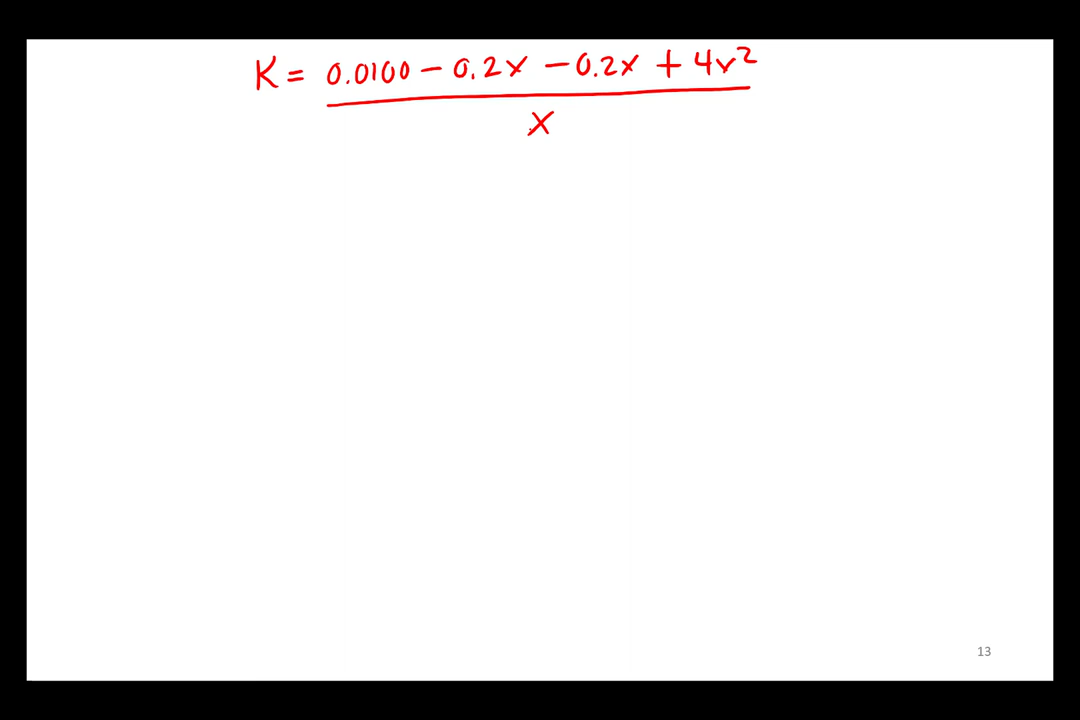 K = 0.0100 - 0.2x - 0.2x + 4x²
x
13